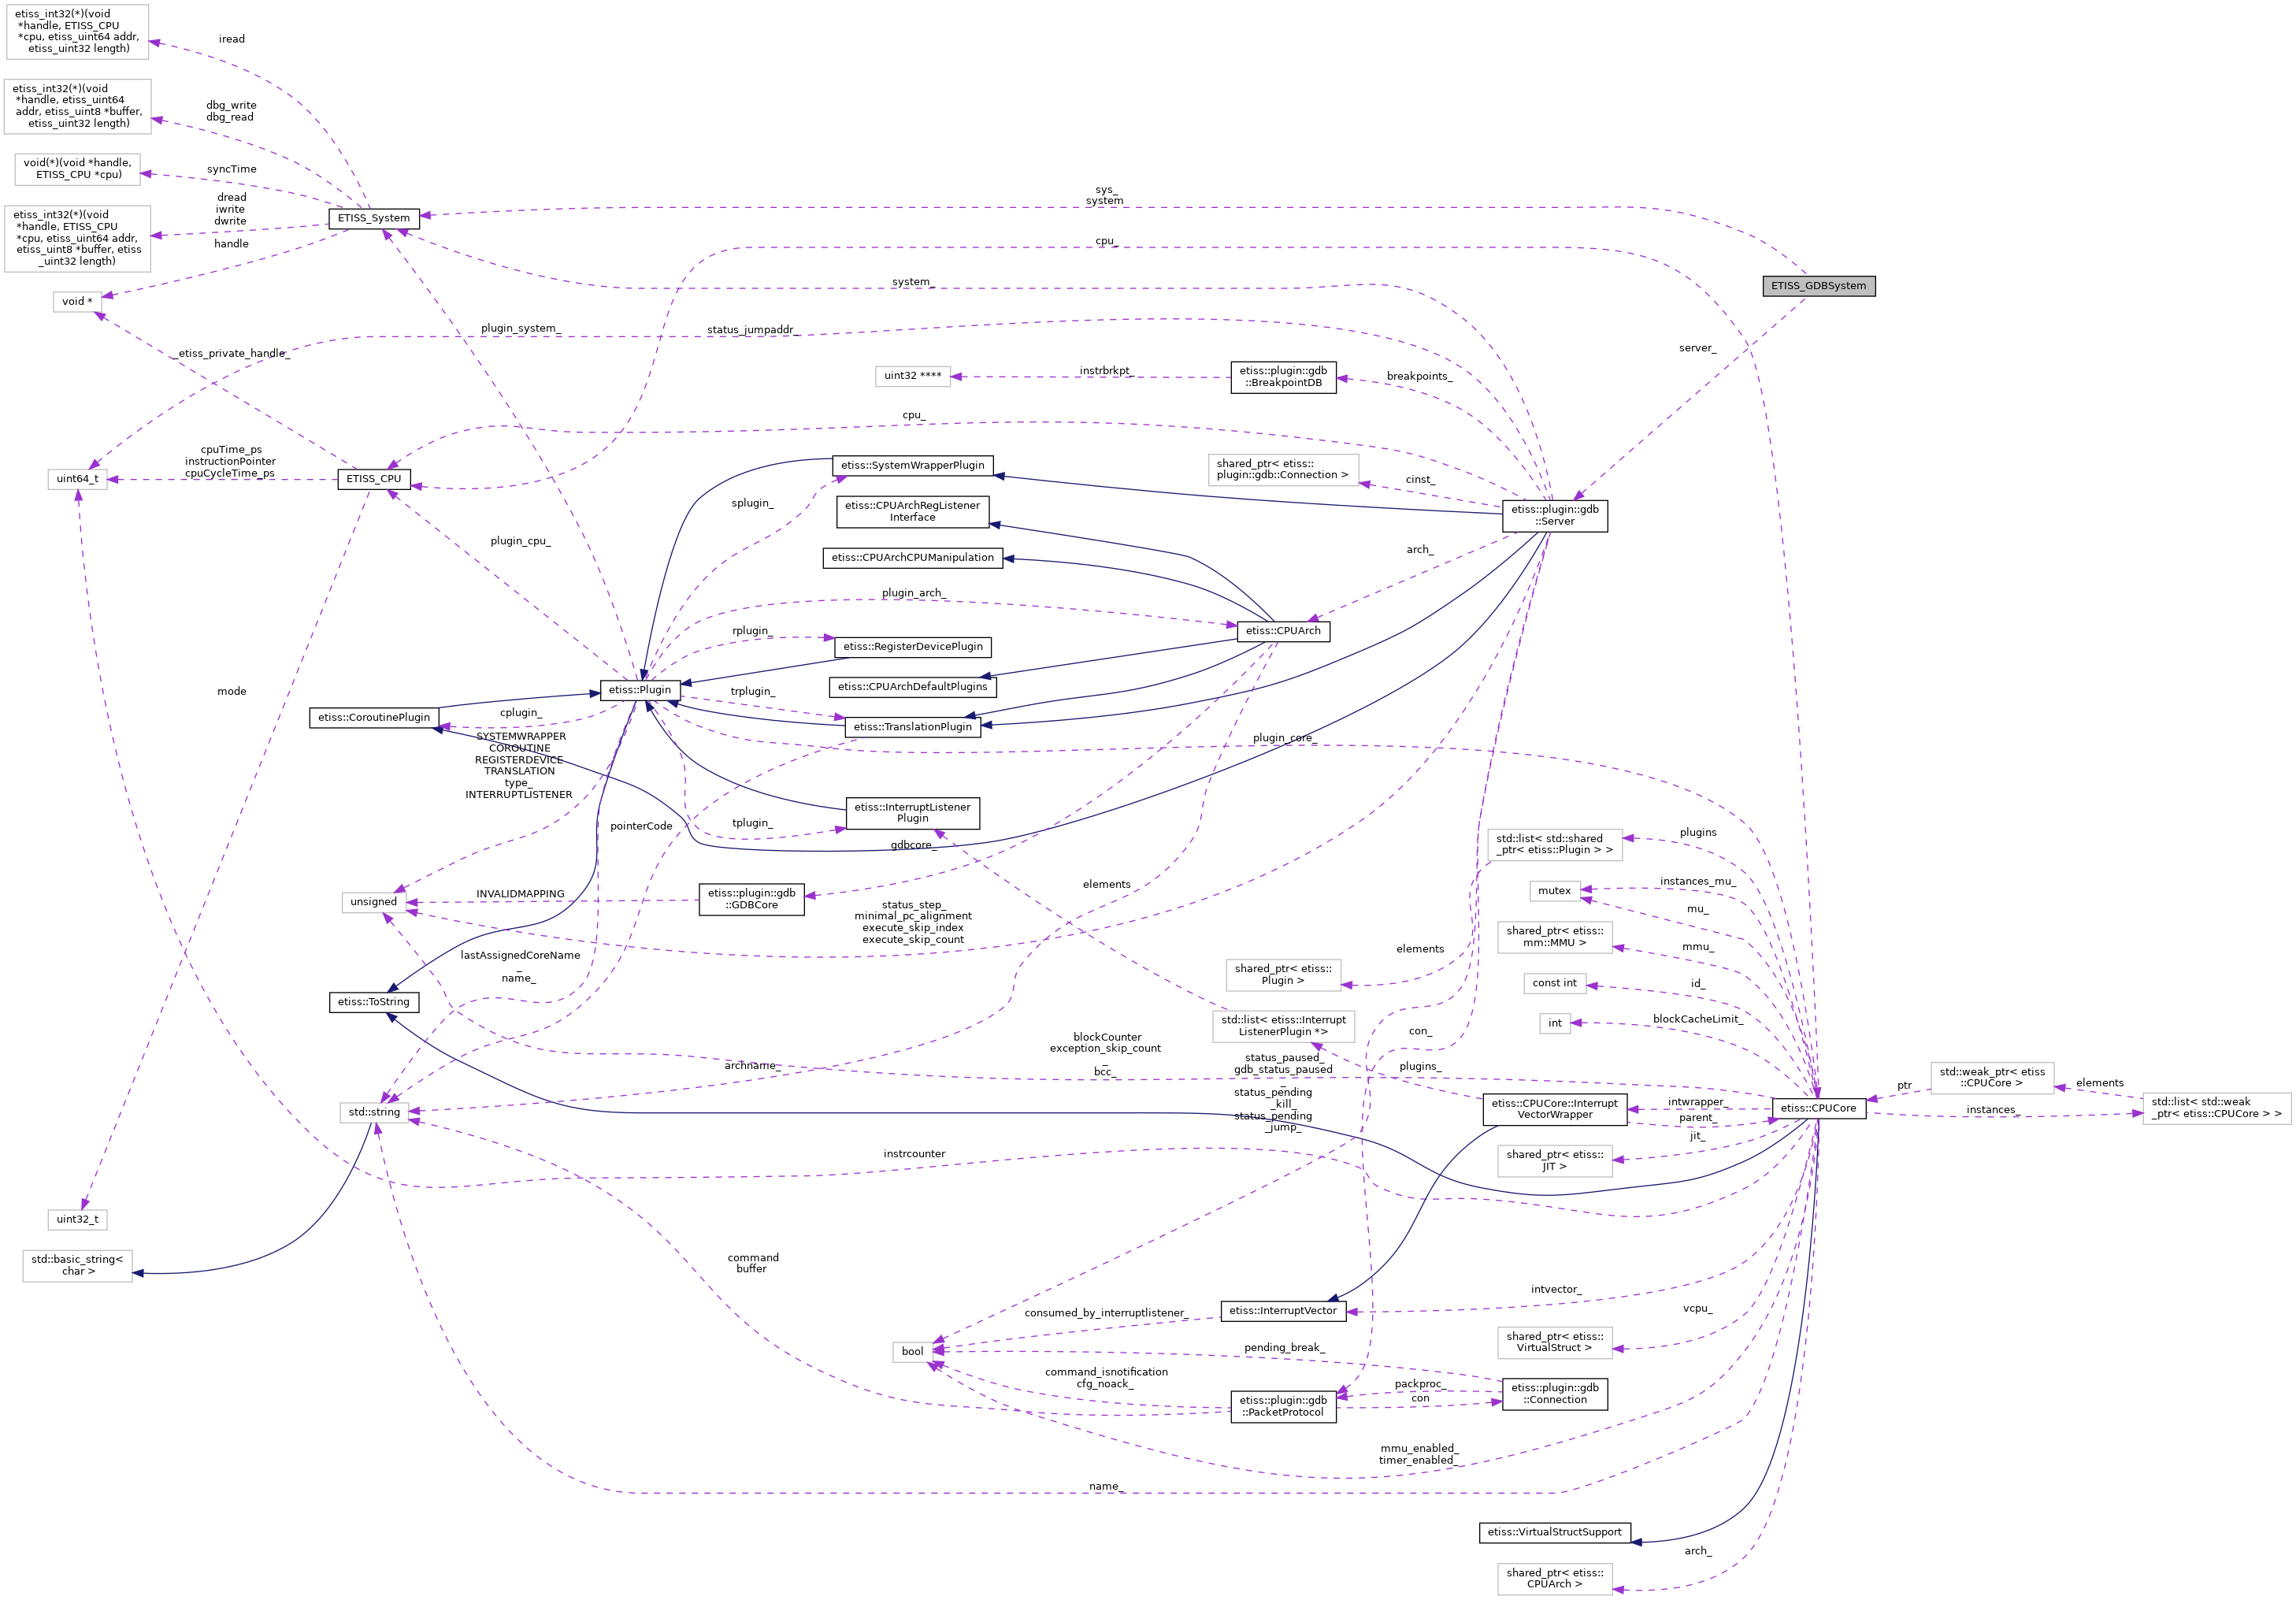 etiss_int32(*)(void
*handle, ETISS_CPU
*cpu, etiss_uint64 addr,
etiss_uint32 length)
iread
etiss_int32(*)(void
*handle, etiss_uint64
addr, etiss_uint8 *buffer,
etiss_uint32 length)
dbg_write
dbg_read
void(*)(void *handle,
ETISS_CPU *cpu)
syncTime
etiss_int32(*)(void
*handle, ETISS_CPU
*cpu, etiss_uint64 addr,
etiss_uint8 *buffer, etiss
_uint32 length)
dread
iwrite
dwrite
handle
ETISS_System
sys_
system
cpu_
void *
system_
ETISS_GDBSystem
plugin_system_
status_jumpaddr_
server_
_etiss_private_handle_
uint32 ****
instrbrkpt_
etiss::plugin::gdb
::BreakpointDB
breakpoints_
cpu_
cpuTime_ps
instructionPointer
cpuCycleTime_ps
uint64_t
ETISS_CPU
etiss::SystemWrapperPlugin
shared_ptr< etiss::
plugin::gdb::Connection >
cinst_
splugin_
etiss::CPUArchRegListener
Interface
etiss::plugin::gdb
::Server
plugin_cpu_
etiss::CPUArchCPUManipulation
arch_
plugin_arch_
rplugin_
etiss::CPUArch
etiss::RegisterDevicePlugin
mode
etiss::Plugin
trplugin_
etiss::CPUArchDefaultPlugins
etiss::CoroutinePlugin
cplugin_
etiss::TranslationPlugin
SYSTEMWRAPPER
COROUTINE
REGISTERDEVICE
TRANSLATION
type_
INTERRUPTLISTENER
plugin_core_
pointerCode
tplugin_
etiss::InterruptListener
Plugin
gdbcore_
std::list< std::shared
_ptr< etiss::Plugin > >
plugins
unsigned
INVALIDMAPPING
etiss::plugin::gdb
::GDBCore
elements
mutex
instances_mu_
mu_
status_step_
minimal_pc_alignment
execute_skip_index
execute_skip_count
shared_ptr< etiss::
mm::MMU >
mmu_
lastAssignedCoreName
_
name_
elements
shared_ptr< etiss::
Plugin >
const int
id_
etiss::ToString
std::list< etiss::Interrupt
ListenerPlugin *>
con_
int
blockCacheLimit_
blockCounter
exception_skip_count
_
bcc_
archname_
status_paused_
gdb_status_paused
_
status_pending
_kill_
status_pending
_jump_
plugins_
std::weak_ptr< etiss
::CPUCore >
ptr
elements
std::list< std::weak
_ptr< etiss::CPUCore > >
instances_
etiss::CPUCore
intwrapper_
parent_
etiss::CPUCore::Interrupt
VectorWrapper
std::string
jit_
shared_ptr< etiss::
JIT >
instrcounter
uint32_t
std::basic_string<
char >
command
buffer
intvector_
etiss::InterruptVector
consumed_by_interruptlistener_
vcpu_
shared_ptr< etiss::
VirtualStruct >
bool
pending_break_
command_isnotification
cfg_noack_
packproc_
con
etiss::plugin::gdb
::PacketProtocol
etiss::plugin::gdb
::Connection
mmu_enabled_
timer_enabled_
name_
etiss::VirtualStructSupport
arch_
shared_ptr< etiss::
CPUArch >